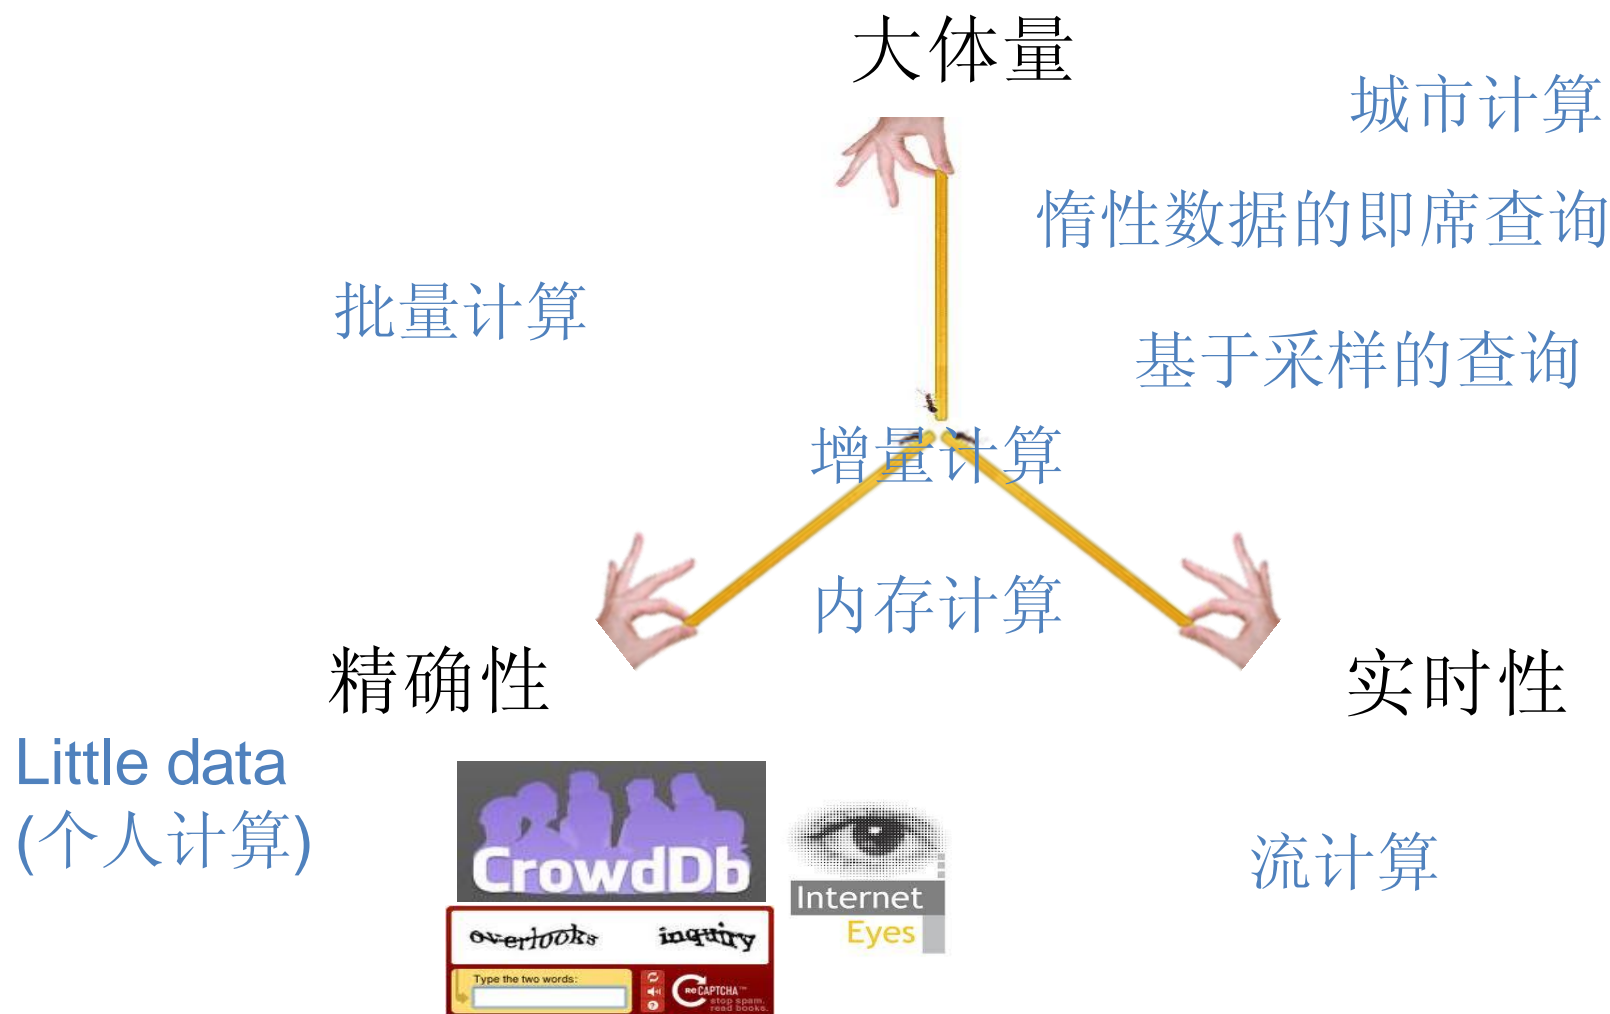 大体量
城市计算
惰性数据的即席查询
批量计算
基于采样的查询
增量计算
内存计算
精确性
实时性
Little data
(个人计算)
CrowdDb
Internet
Eyes
流计算
overlooks inquiry
Type the two words:
reCAPTCHA™
stop spam.
read books.